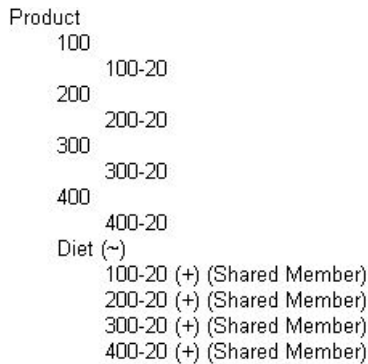 Product
100
100-20
200
200-20
300
300-20
400
400-20
Diet (~)
100-20 (+) (Shared Member)
200-20 (+) (Shared Member)
300-20 (+) (Shared Member)
400-20 (+) (Shared Member)